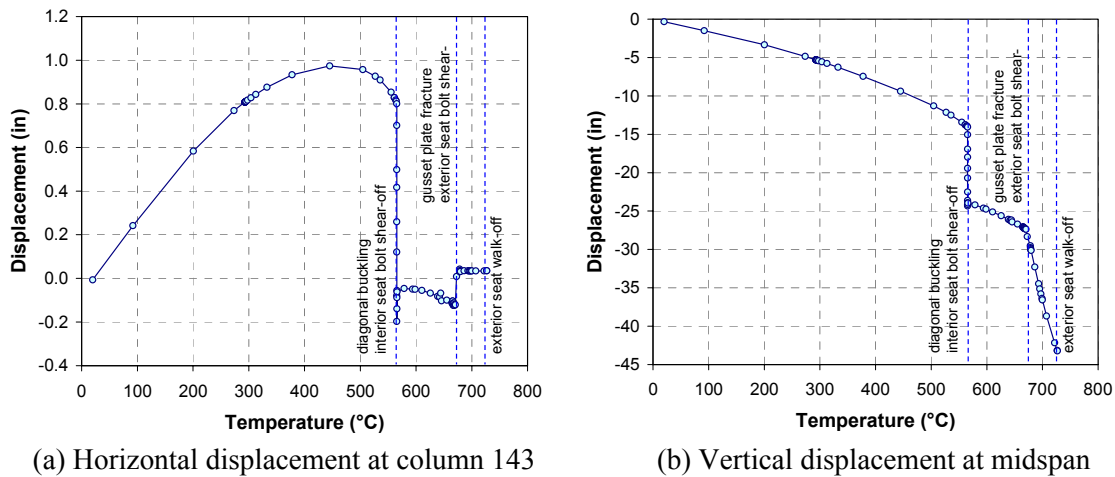 1.2
1.0
0.8
0.6
0.4
0.2
0.0
-0.2
-0.4
Displacement (in)
diagonal buckling
interior seat bolt shear-off
gusset plate fracture
exterior seat bolt shear-
exterior seat walk-off
0 100 200 300 400 500 600 700 800
Temperature (°C)
(a) Horizontal displacement at column 143
0
-5
-10
-15
-20
-25
-30
-35
-40
-45
Displacement (in)
diagonal buckling
interior seat bolt shear-off
gusset plate fracture
exterior seat bolt shear-
exterior seat walk-off
0 100 200 300 400 500 600 700 800
Temperature (°C)
(b) Vertical displacement at midspan